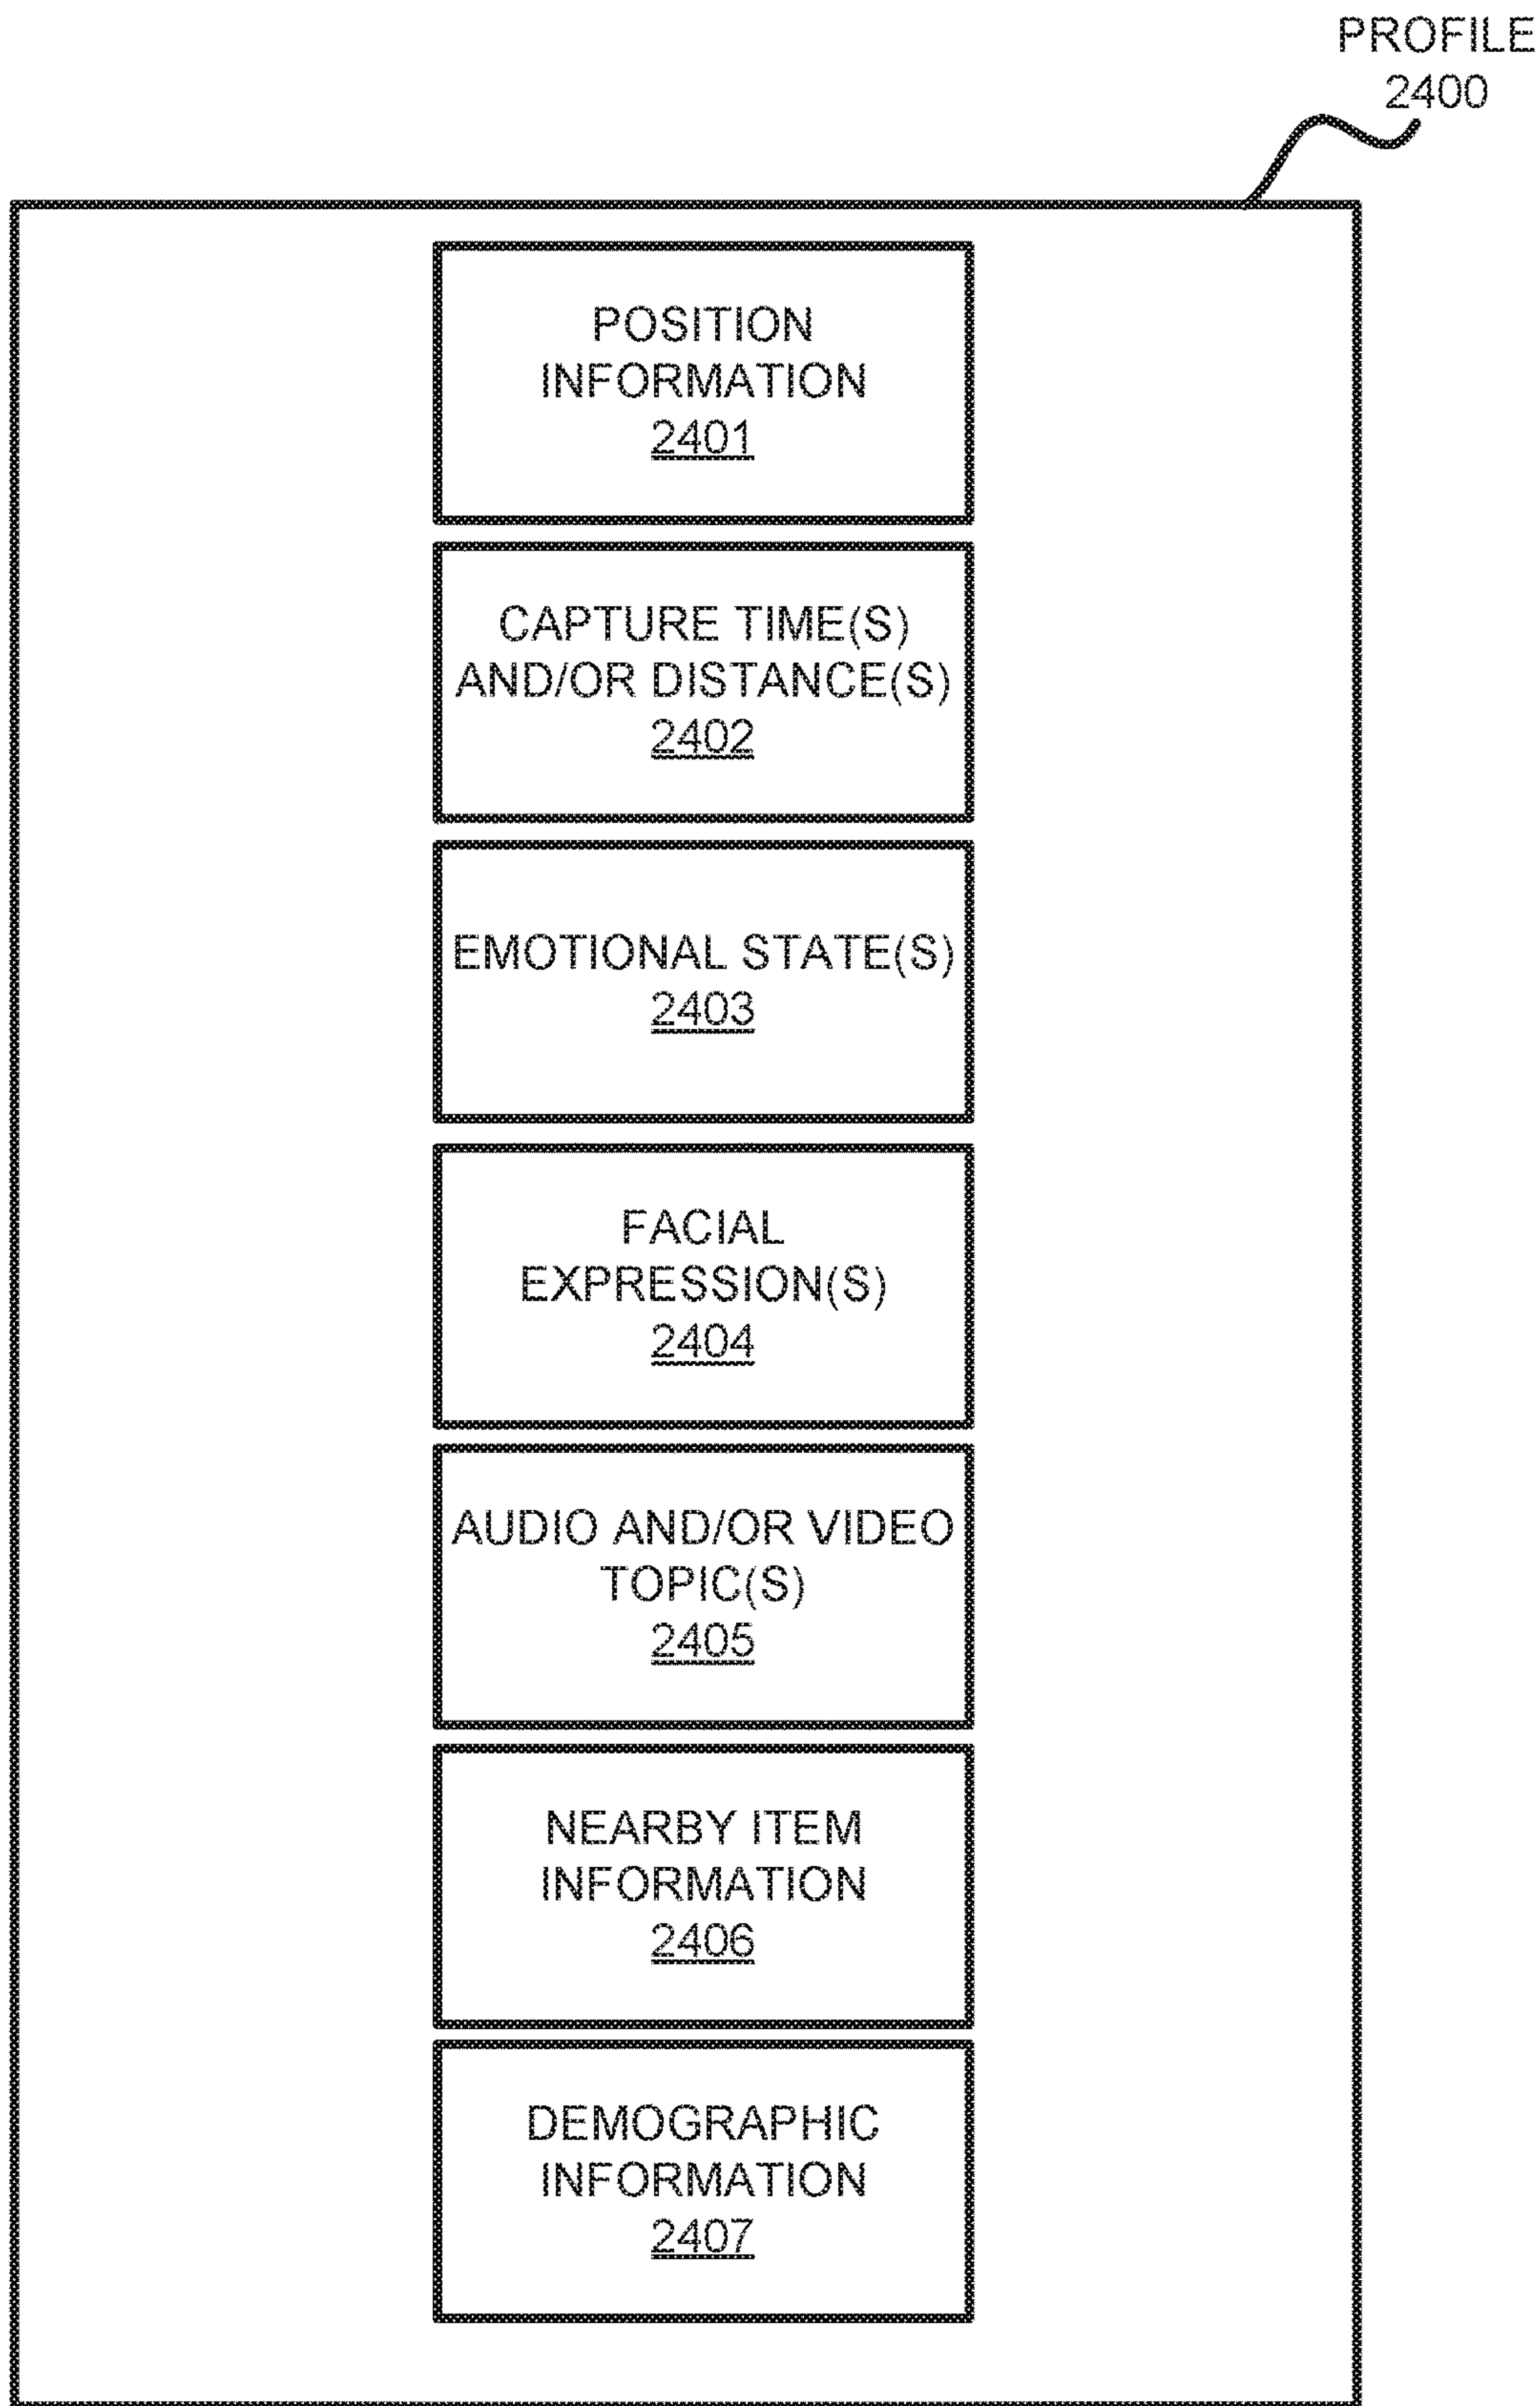 PROFILE
2400
POSITION
INFORMATION
2401
CAPTURE TIME(S)
AND/OR DISTANCE(S)
2402
EMOTIONAL STATE(S)
2403
FACIAL
EXPRESSION(S)
2404
AUDIO AND/OR VIDEO
TOPIC(S)
2405
NEARBY ITEM
INFORMATION
2406
DEMOGRAPHIC
INFORMATION
2407